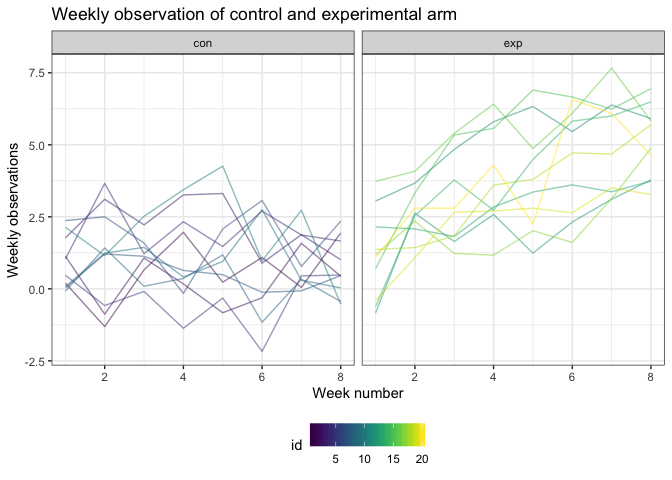 Weekly observation of control and experimental arm
con exp
Weekly observations
7.5
5.0
2.5
0.0
-2.5
2 4 6 8 2 4 6 8
Week number
id
5 10 15 20